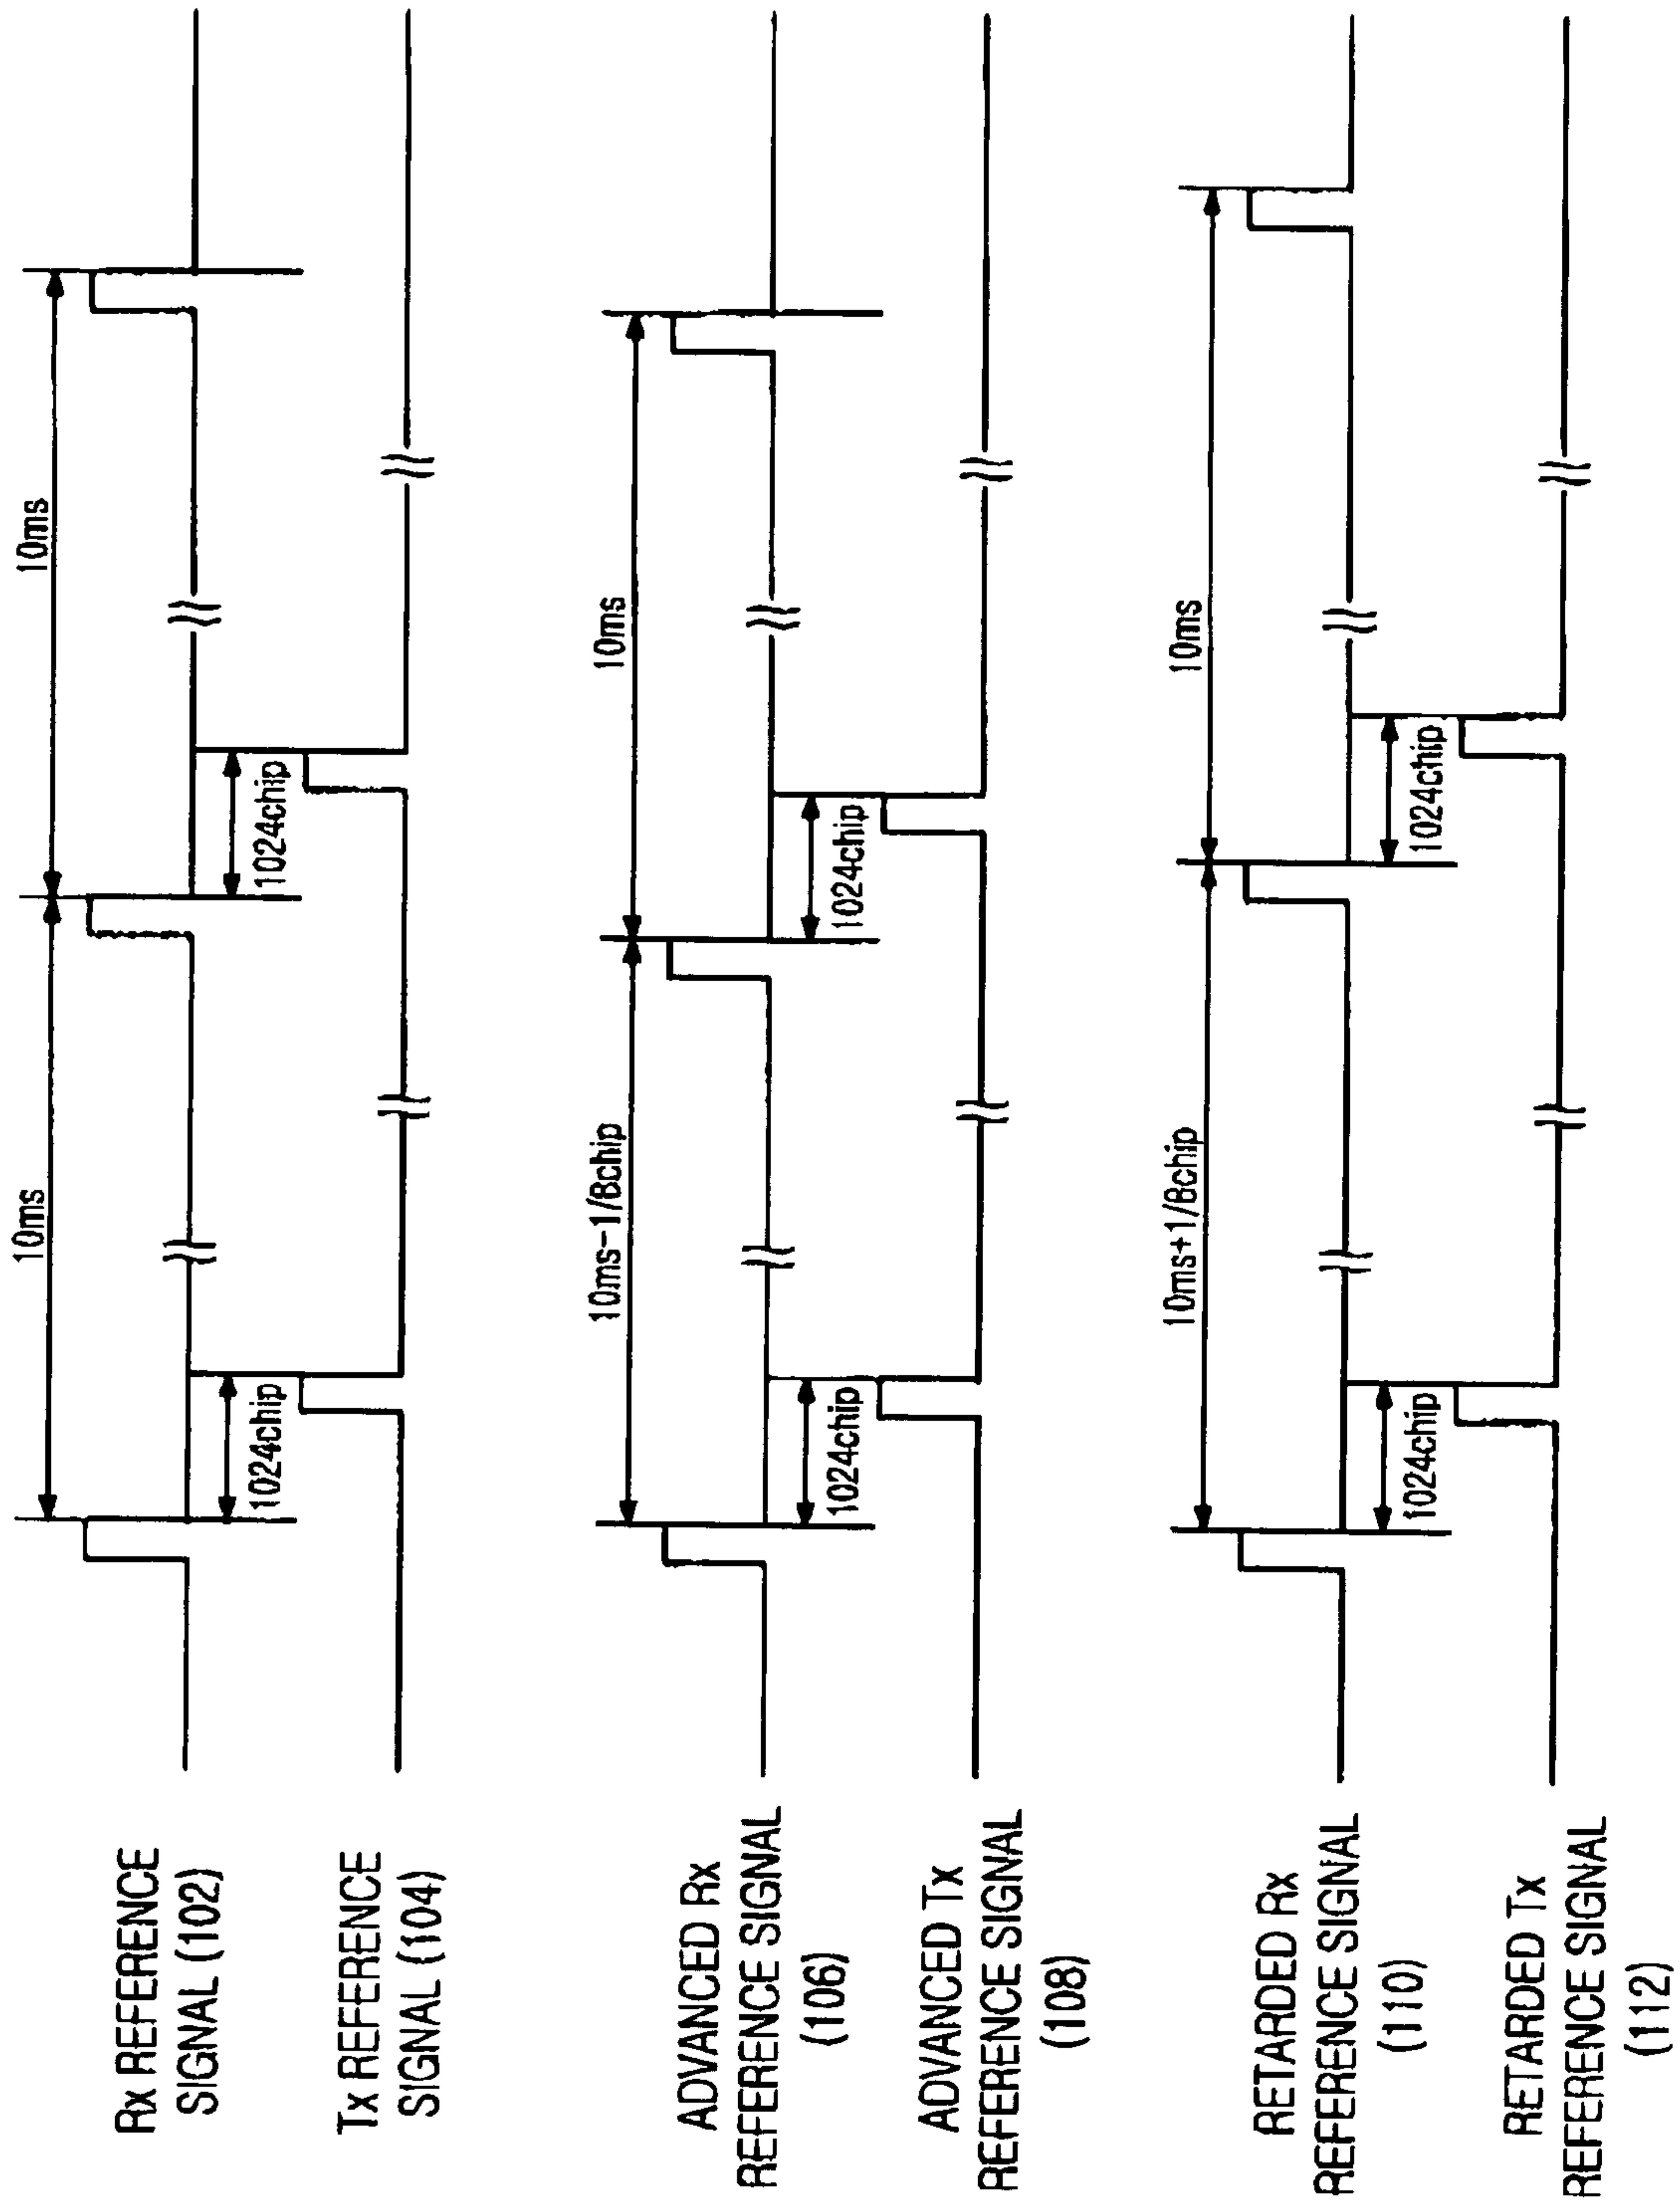 Rx REFERENCE
SIGNAL (102)
10ms
10ms
1024chip
1024chip
Tx REFERENCE
SIGNAL (104)
ADVANCED Rx
REFERENCE SIGNAL
(106)
10ms-1/8chip
10ms
1024chip
1024chip
ADVANCED Tx
REFERENCE SIGNAL
(108)
RETARDED Rx
REFERENCE SIGNAL
(110)
10ms+1/8chip
10ms
1024chip
1024chip
RETARDED Tx
REFERENCE SIGNAL
(112)